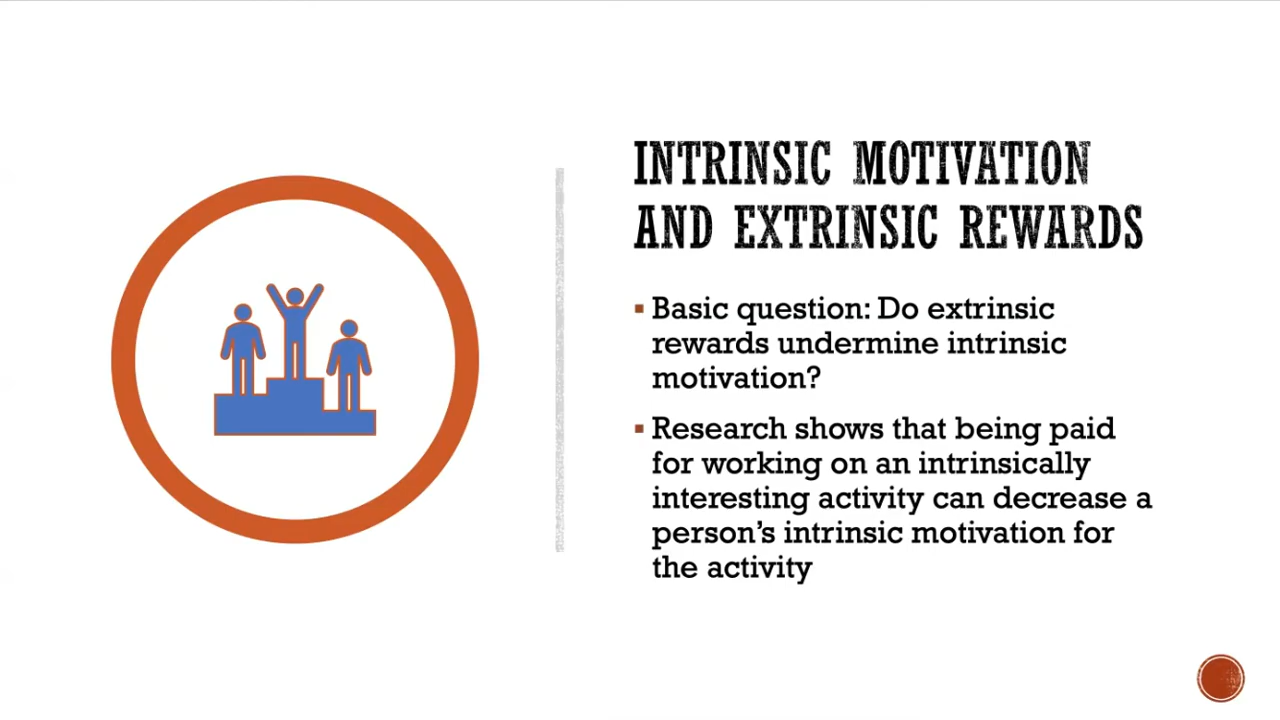 INTRINSIC MOTIVATION
AND EXTRINSIC REWARDS
▪ Basic question: Do extrinsic
rewards undermine intrinsic
motivation?
▪ Research shows that being paid
for working on an intrinsically
interesting activity can decrease a
person’s intrinsic motivation for
the activity